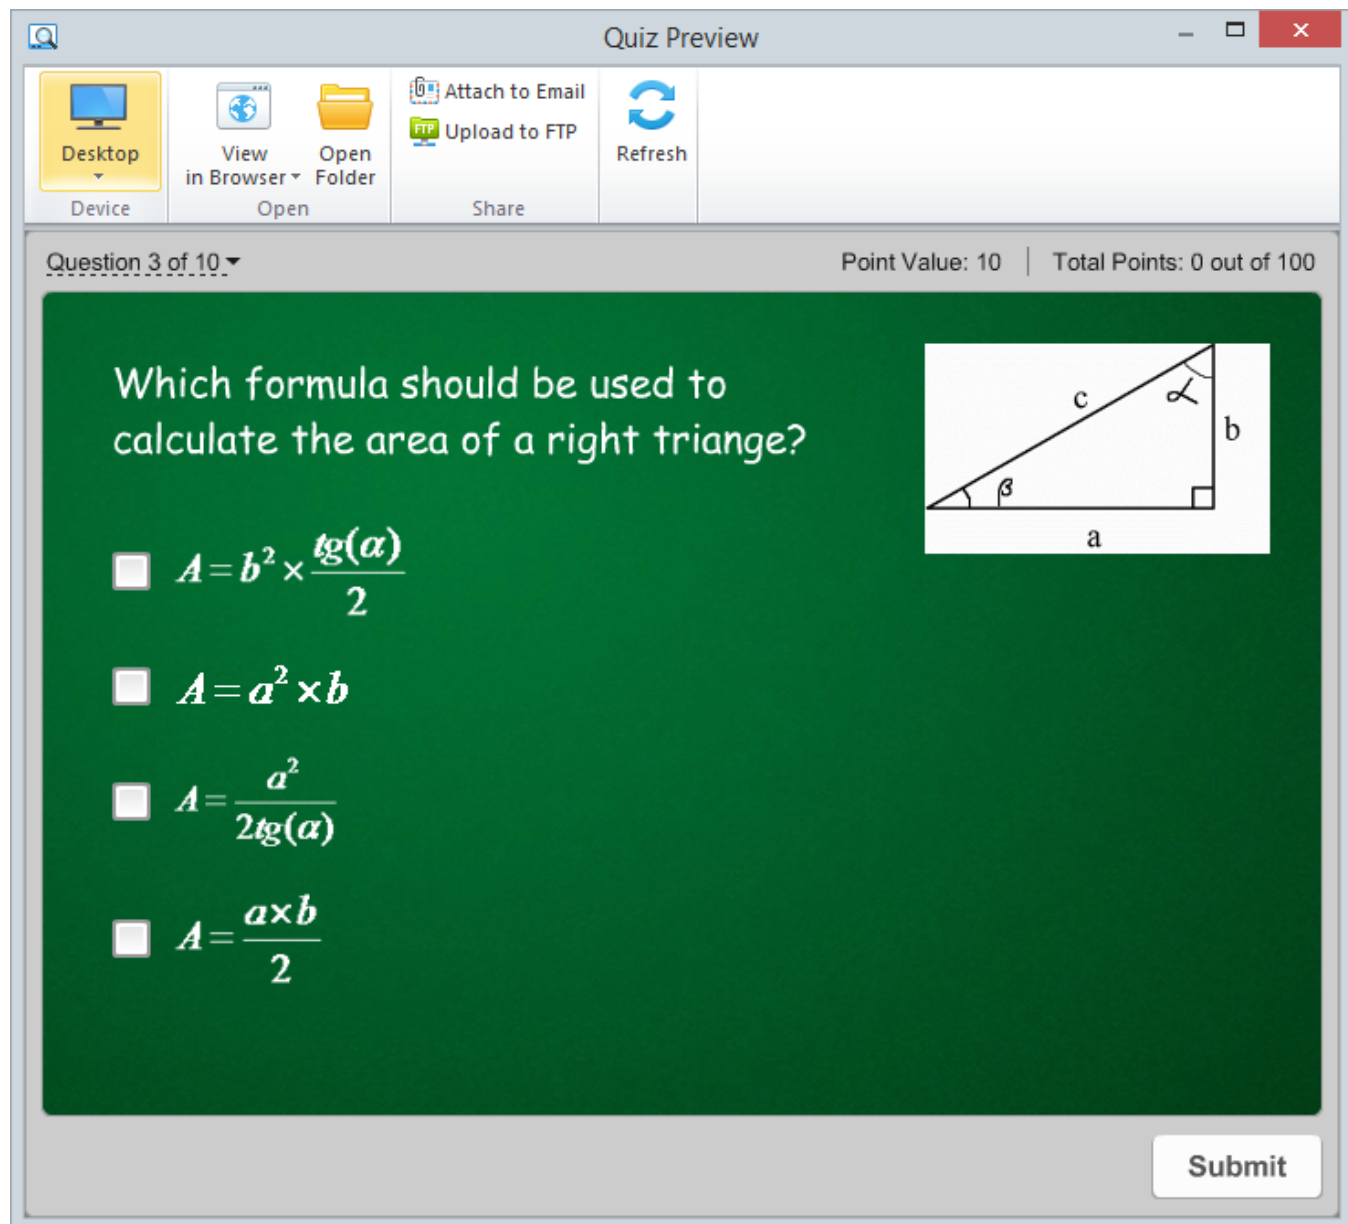 Quiz Preview
Desktop
View
in Browser
Open
Folder
Attach to Email
FTP Upload to FTP
Refresh
Device
Open
Share
Question 3 of 10
Point Value: 10 | Total Points: 0 out of 100
Which formula should be used to
calculate the area of a right triange?
c
α
b
β
a
A=b²×tg(α)/2
A=a²×b
A=a²/2tg(α)
A=a×b/2
Submit